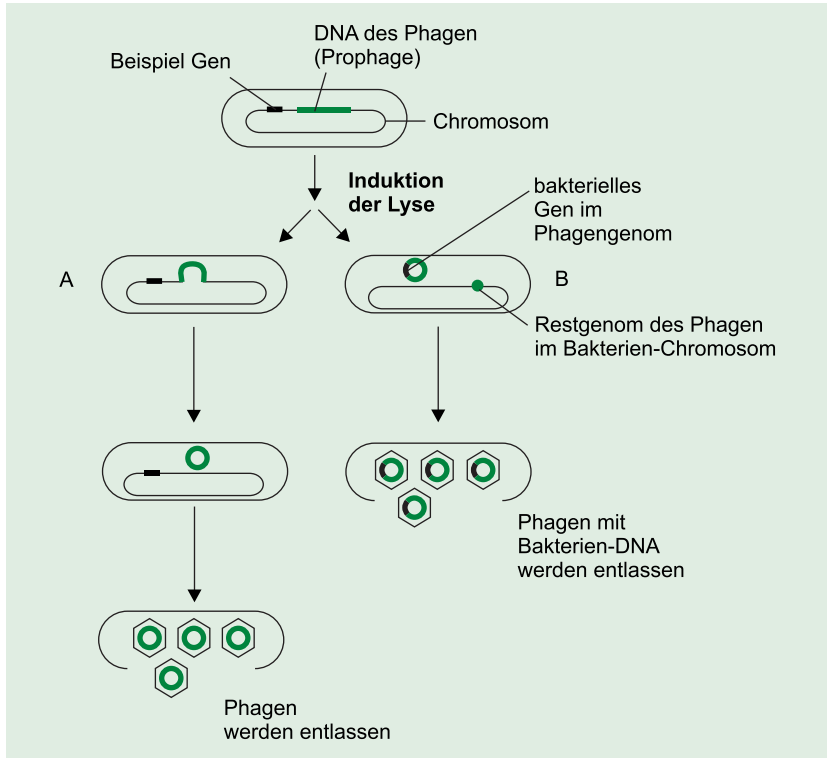 DNA des Phagen
(Prophage)
Beispiel Gen
Chromosom
Induktion
der Lyse
bakterielles
Gen im
Phagengenom
A
B
Restgenom des Phagen
im Bakterien-Chromosom
Phagen mit
Bakterien-DNA
werden entlassen
Phagen
werden entlassen